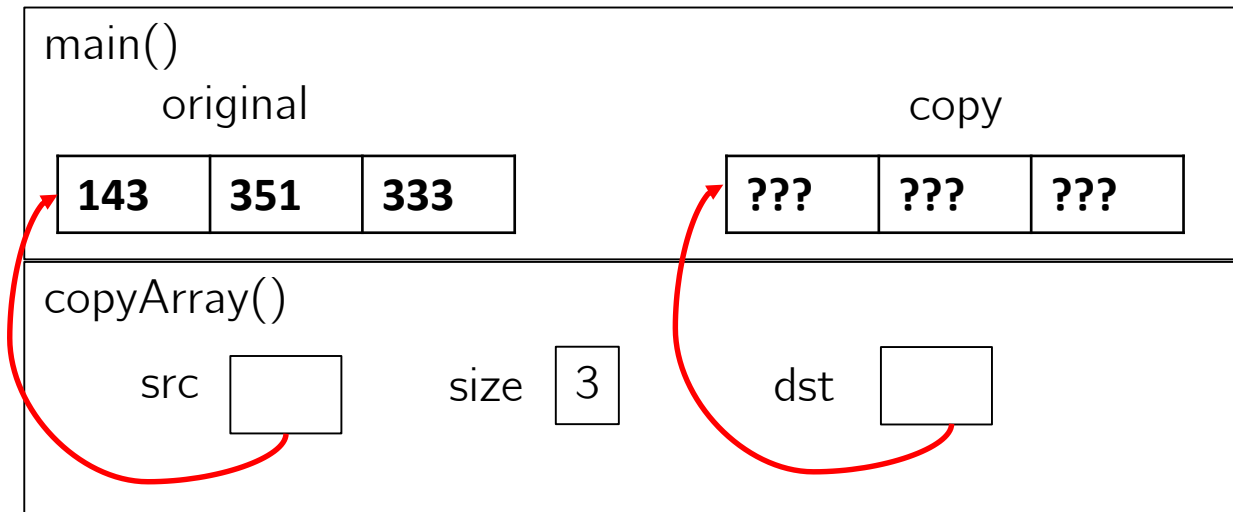 main()
original copy
143 351 333 ??? ??? ???
copyArray()
src size 3 dst